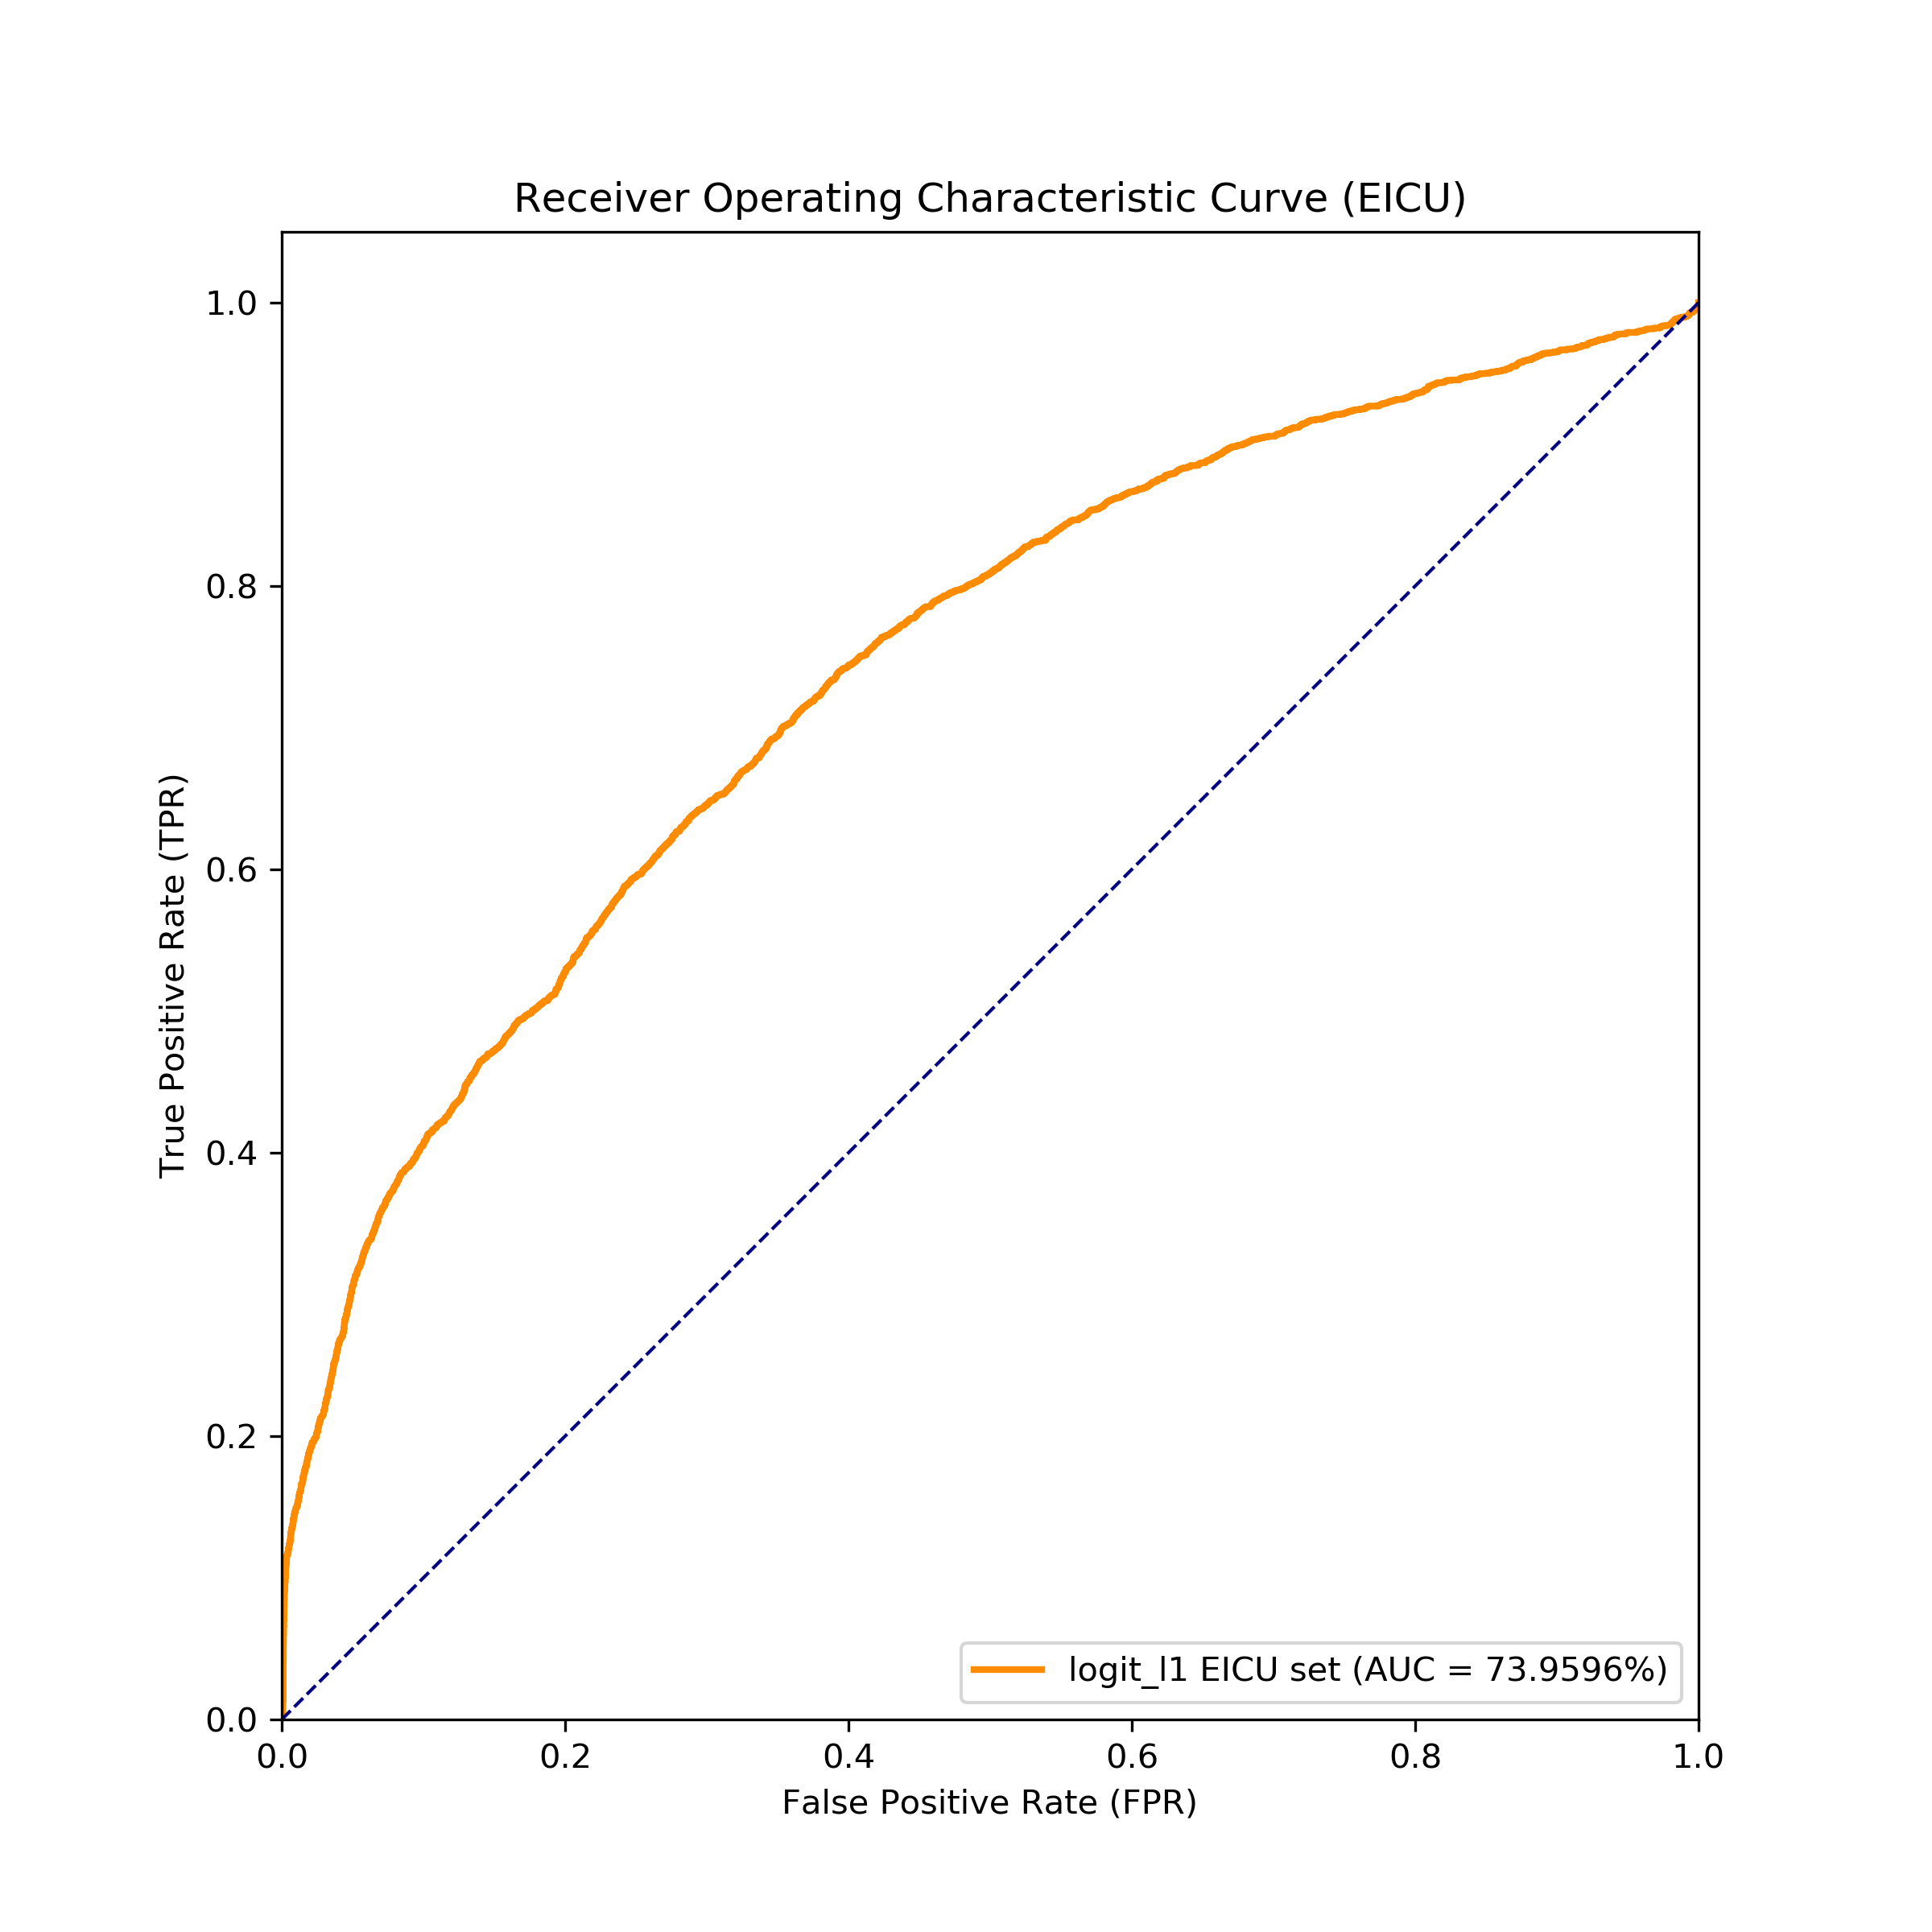 Receiver Operating Characteristic Curve (EICU)
True Positive Rate (TPR)
1.0
0.8
0.6
0.4
0.2
0.0
0.0 0.2 0.4 0.6 0.8 1.0
False Positive Rate (FPR)
logit_l1 EICU set (AUC = 73.9596%)